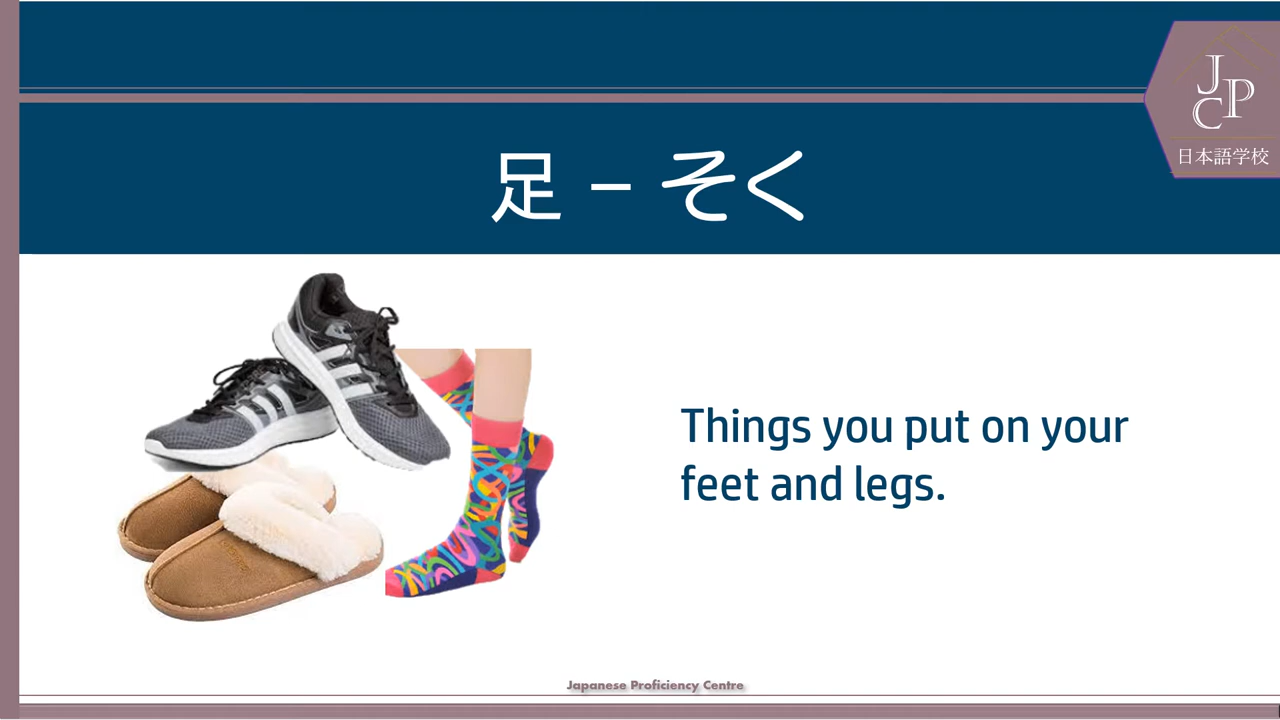 JPC
日本語学校
足 – そく
Things you put on your
feet and legs.
Japanese Proficiency Centre